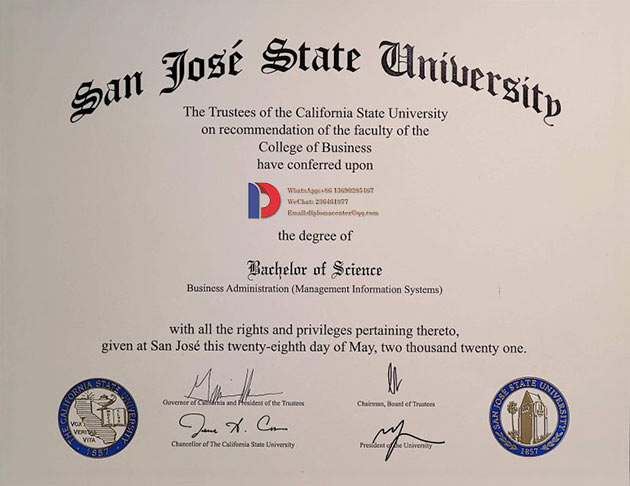 San José State University
The Trustees of the California State University
on recommendation of the faculty of the
College of Business
have conferred upon
WhatsApp:+86 13690285467
WeChat: 236461877
Email:diplomacenter@qq.com
the degree of
Bachelor of Science
Business Administration (Management Information Systems)
with all the rights and privileges pertaining thereto,
given at San José this twenty-eighth day of May, two thousand twenty one.
Governor of California and President of the Trustees
Chairman, Board of Trustees
Chancellor of The California State University
President of the University
THE CALIFORNIA STATE UNIVERSITY
VOX
VERITAS
VITA
1857
SAN JOSE STATE UNIVERSITY
1857